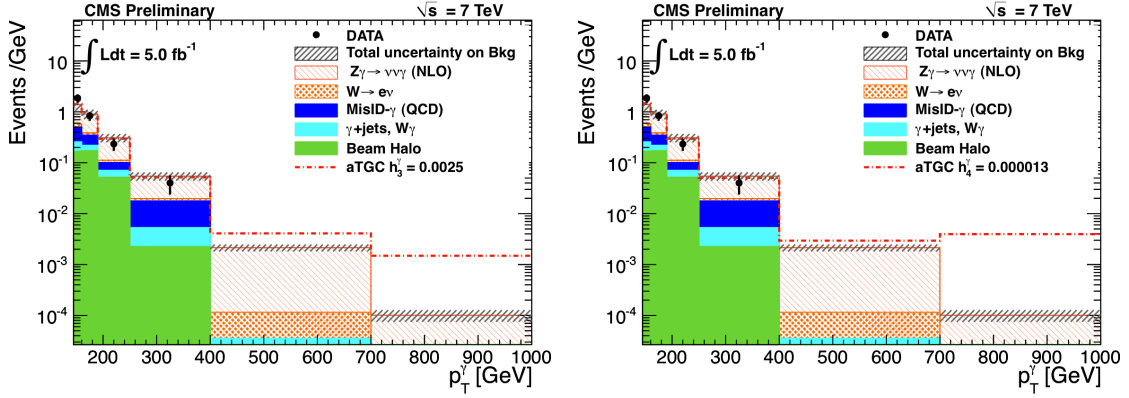 CMS Preliminary
√s = 7 TeV
∫ Ldt = 5.0 fb⁻¹
DATA
Total uncertainty on Bkg
Zγ→ ννγ (NLO)
W→ eν
MisID-γ (QCD)
γ+jets, Wγ
Beam Halo
aTGC h₃^γ = 0.0025
Events /GeV
10
1
10⁻¹
10⁻²
10⁻³
10⁻⁴
200 300 400 500 600 700 800 900 1000
p_T^γ [GeV]
CMS Preliminary
√s = 7 TeV
∫ Ldt = 5.0 fb⁻¹
DATA
Total uncertainty on Bkg
Zγ→ ννγ (NLO)
W→ eν
MisID-γ (QCD)
γ+jets, Wγ
Beam Halo
aTGC h₄^γ = 0.000013
Events /GeV
10
1
10⁻¹
10⁻²
10⁻³
10⁻⁴
200 300 400 500 600 700 800 900 1000
p_T^γ [GeV]